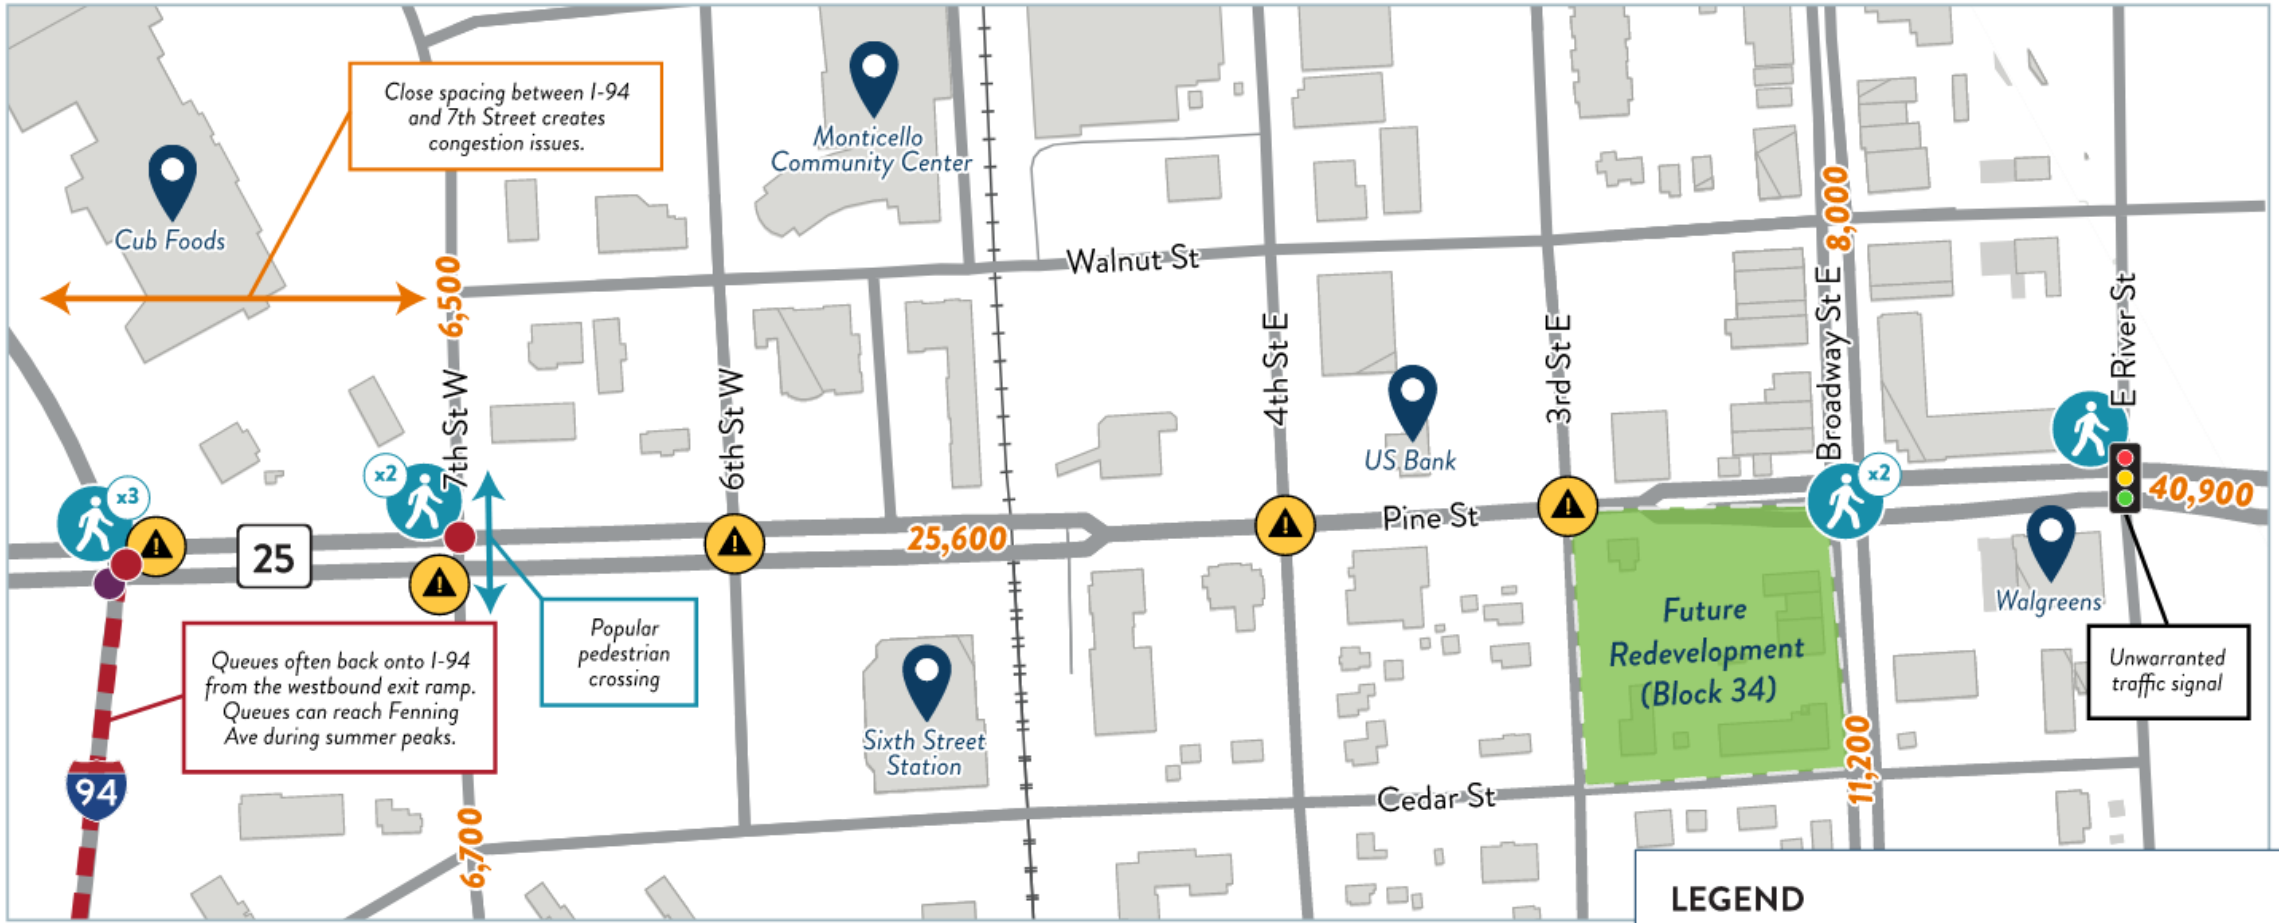 Close spacing between I-94
and 7th Street creates
congestion issues.
Monticello
Community Center
Cub Foods
8,000
Walnut St
6,500
7th St W
6th St W
4th St E
3rd St E
Broadway St E
E River St
US Bank
x3
x2
x2
25
25,600
Pine St
40,900
Popular
pedestrian
crossing
Queues often back onto I-94
from the westbound exit ramp.
Queues can reach Fenning
Ave during summer peaks.
94
Sixth Street
Station
Future
Redevelopment
(Block 34)
Walgreens
Unwarranted
traffic signal
11,200
Cedar St
6,700
LEGEND